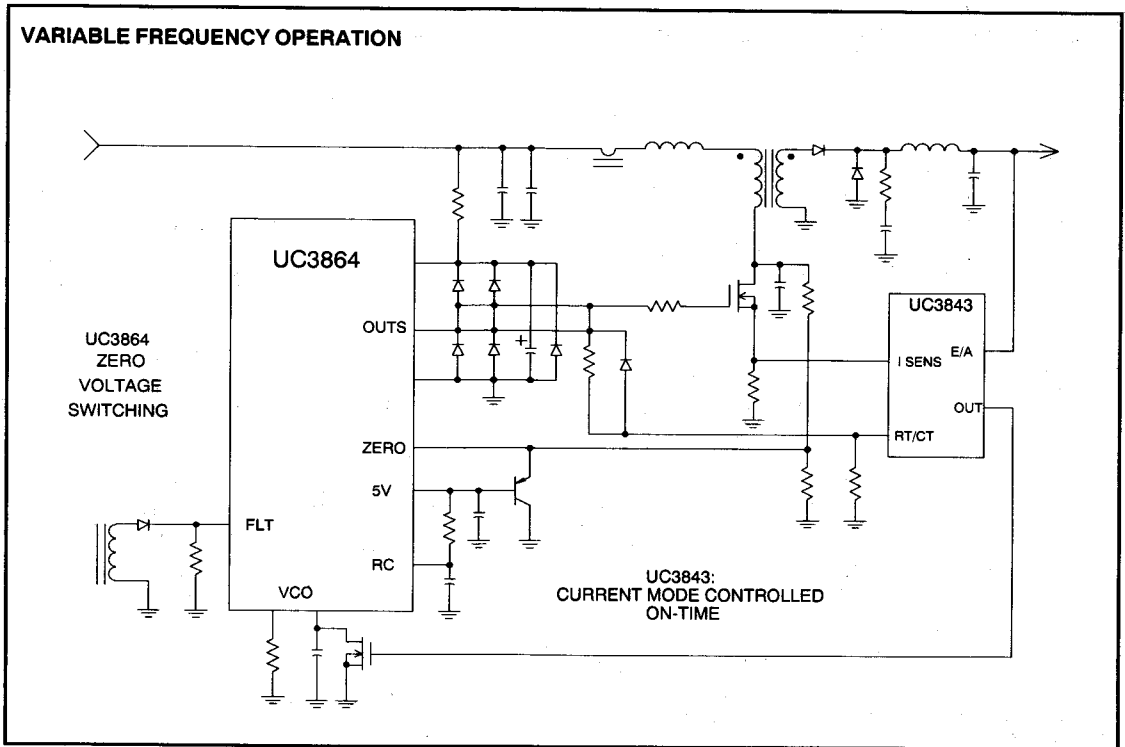 VARIABLE FREQUENCY OPERATION
UC3864
UC3843
OUTS
UC3864
ZERO
VOLTAGE
SWITCHING
I SENS
E/A
OUT
RT/CT
ZERO
5V
FLT
RC
VCO
UC3843:
CURRENT MODE CONTROLLED
ON-TIME
+